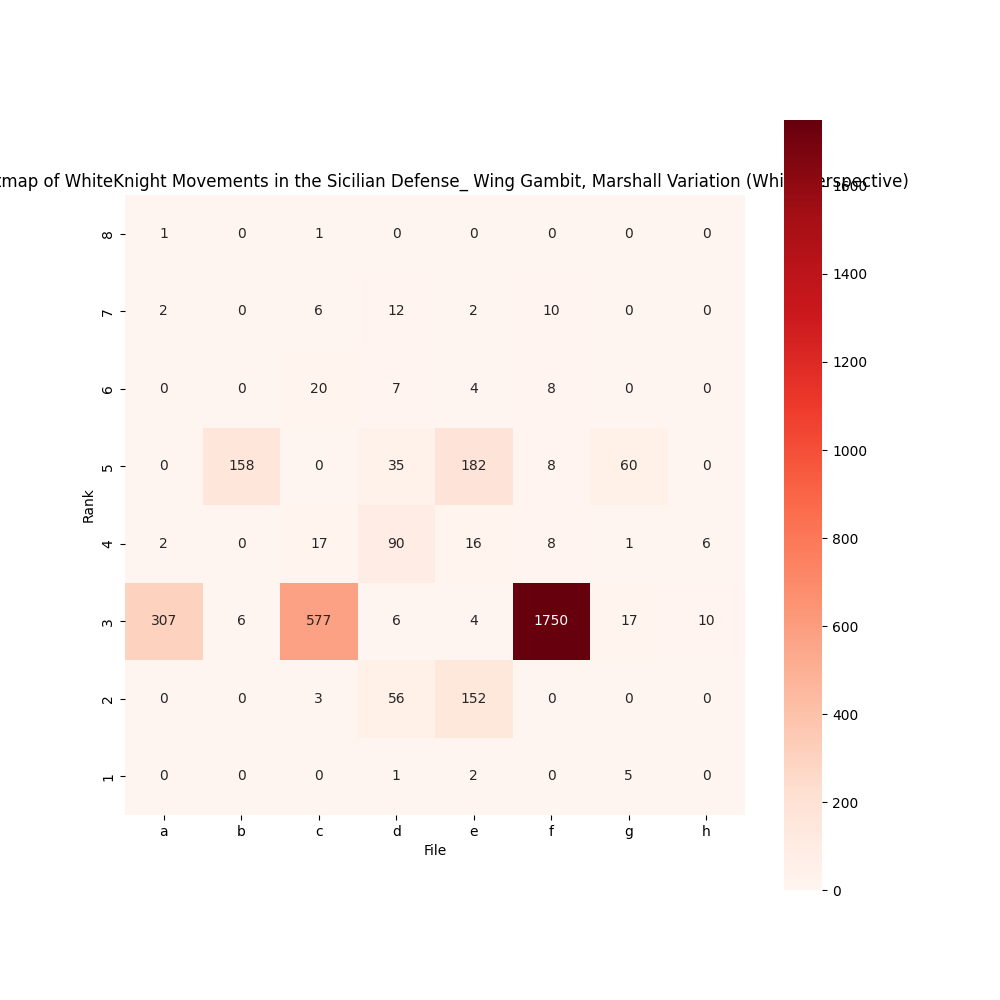 tmap of WhiteKnight Movements in the Sicilian Defense_ Wing Gambit, Marshall Variation (Whi erspective)
1600
8 1 0 1 0 0 0 0 0
1400
7 2 0 6 12 2 10 0 0
1200
6 0 0 20 7 4 8 0 0
1000
5 0 158 0 35 182 8 60 0
Rank
800
4 2 0 17 90 16 8 1 6
3 307 6 577 6 4 1750 17 10
600
2 0 0 3 56 152 0 0 0
400
1 0 0 0 1 2 0 5 0
200
a b c d e f g h
File
0